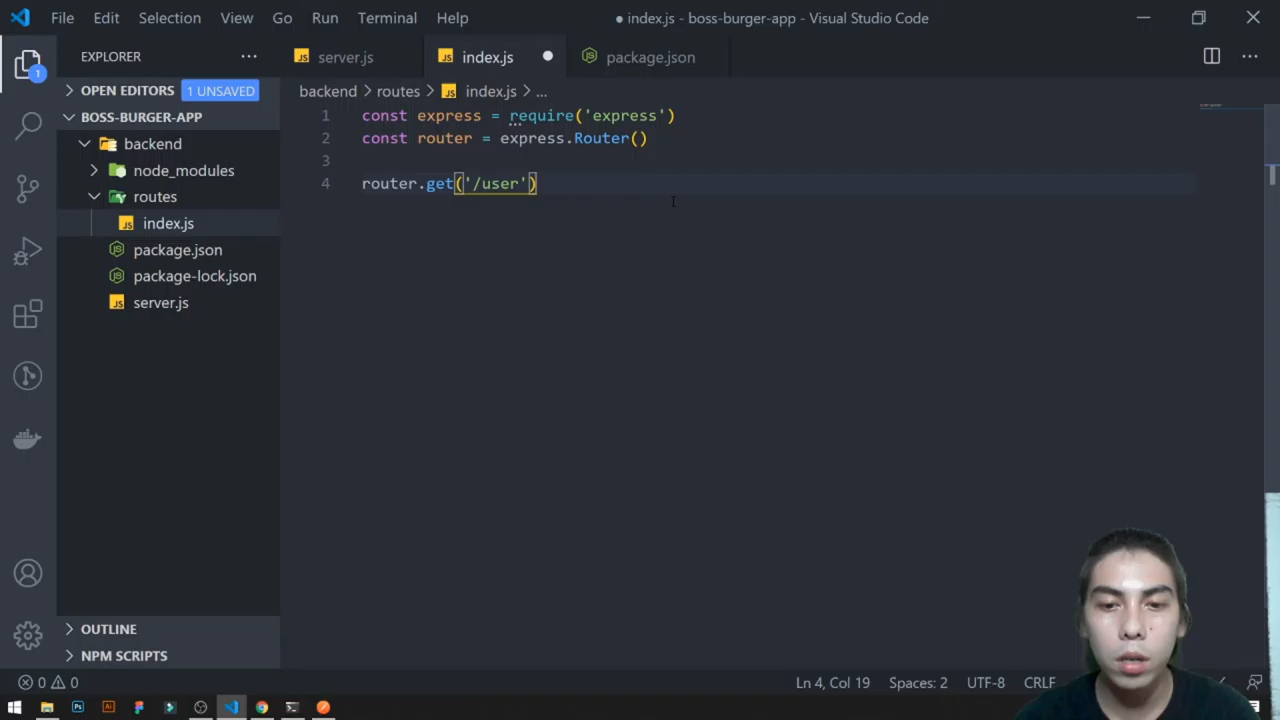 File Edit Selection View Go Run Terminal Help
● index.js - boss-burger-app - Visual Studio Code
EXPLORER
server.js
index.js
package.json
OPEN EDITORS 1 UNSAVED
BOSS-BURGER-APP
backend
node_modules
routes
index.js
package.json
package-lock.json
server.js
OUTLINE
NPM SCRIPTS
1
backend > routes > index.js > ...
1 const express = require('express')
2 const router = express.Router()
3
4 router.get('/user')
0 0 Ln 4, Col 19 Spaces: 2 UTF-8 CRLF